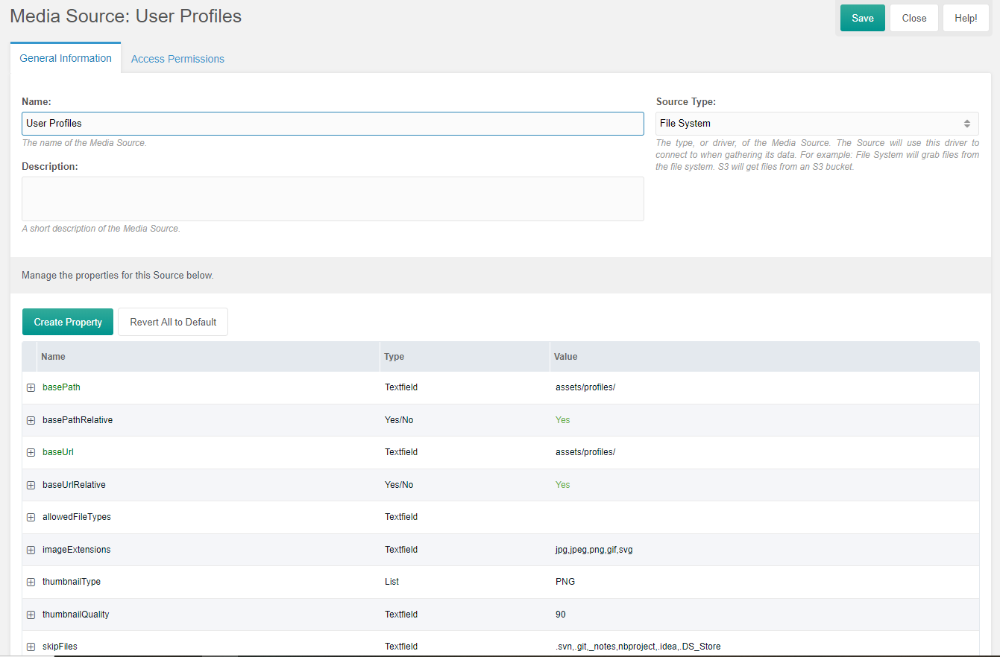 Media Source: User Profiles
Save
Close
Help!
General Information
Access Permissions
Name:
User Profiles
The name of the Media Source.
Source Type:
File System
The type, or driver, of the Media Source. The Source will use this driver to
connect to when gathering its data. For example: File System will grab files from
the file system. S3 will get files from an S3 bucket.
Description:
A short description of the Media Source.
Manage the properties for this Source below.
Create Property
Revert All to Default
Name Type Value
basePath Textfield assets/profiles/
basePathRelative Yes/No Yes
baseUrl Textfield assets/profiles/
baseUrlRelative Yes/No Yes
allowedFileTypes Textfield
imageExtensions Textfield jpg,jpeg,png,gif,svg
thumbnailType List PNG
thumbnailQuality Textfield 90
skipFiles Textfield .svn,.git,_notes,nbproject,.idea,.DS_Store